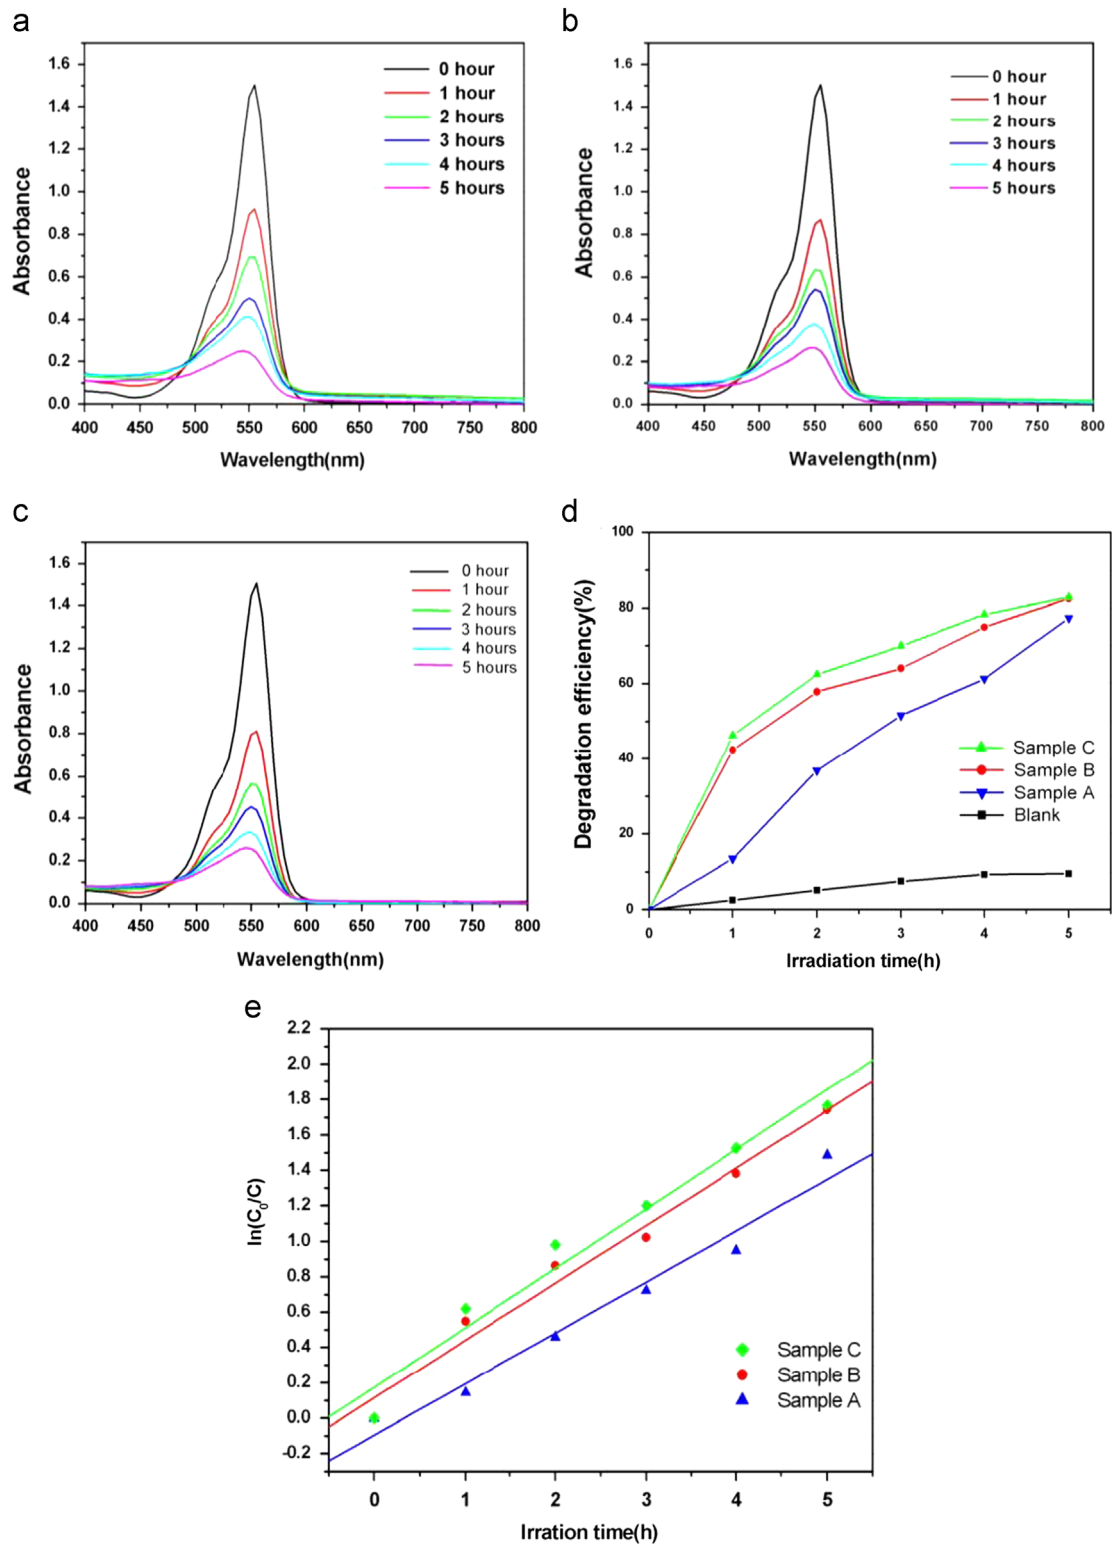 a
1.6
1.4
1.2
1.0
0.8
0.6
0.4
0.2
0.0
Absorbance
0 hour
1 hour
2 hours
3 hours
4 hours
5 hours
400 450 500 550 600 650 700 750 800
Wavelength(nm)
b
1.6
1.4
1.2
1.0
0.8
0.6
0.4
0.2
0.0
Absorbance
0 hour
1 hour
2 hours
3 hours
4 hours
5 hours
400 450 500 550 600 650 700 750 800
Wavelength(nm)
c
1.6
1.4
1.2
1.0
0.8
0.6
0.4
0.2
0.0
Absorbance
0 hour
1 hour
2 hours
3 hours
4 hours
5 hours
400 450 500 550 600 650 700 750 800
Wavelength(nm)
d
100
80
60
40
20
0
Degradation efficiency(%)
Sample C
Sample B
Sample A
Blank
0 1 2 3 4 5
Irradiation time(h)
e
2.2
2.0
1.8
1.6
1.4
1.2
1.0
0.8
0.6
0.4
0.2
0.0
-0.2
ln(C₀/C)
Sample C
Sample B
Sample A
0 1 2 3 4 5
Irration time(h)